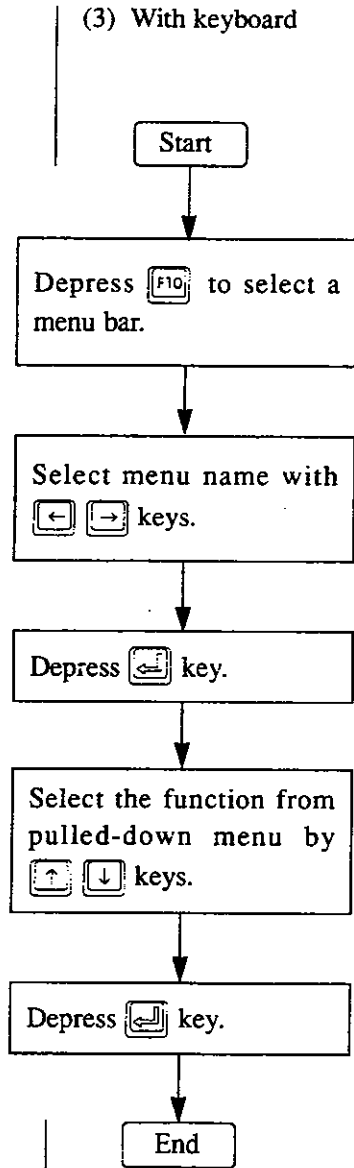 (3) With keyboard
Start
Depress F10 to select a
menu bar.
Select menu name with
← → keys.
Depress ↵ key.
Select the function from
pulled-down menu by
↑ ↓ keys.
Depress ↵ key.
End